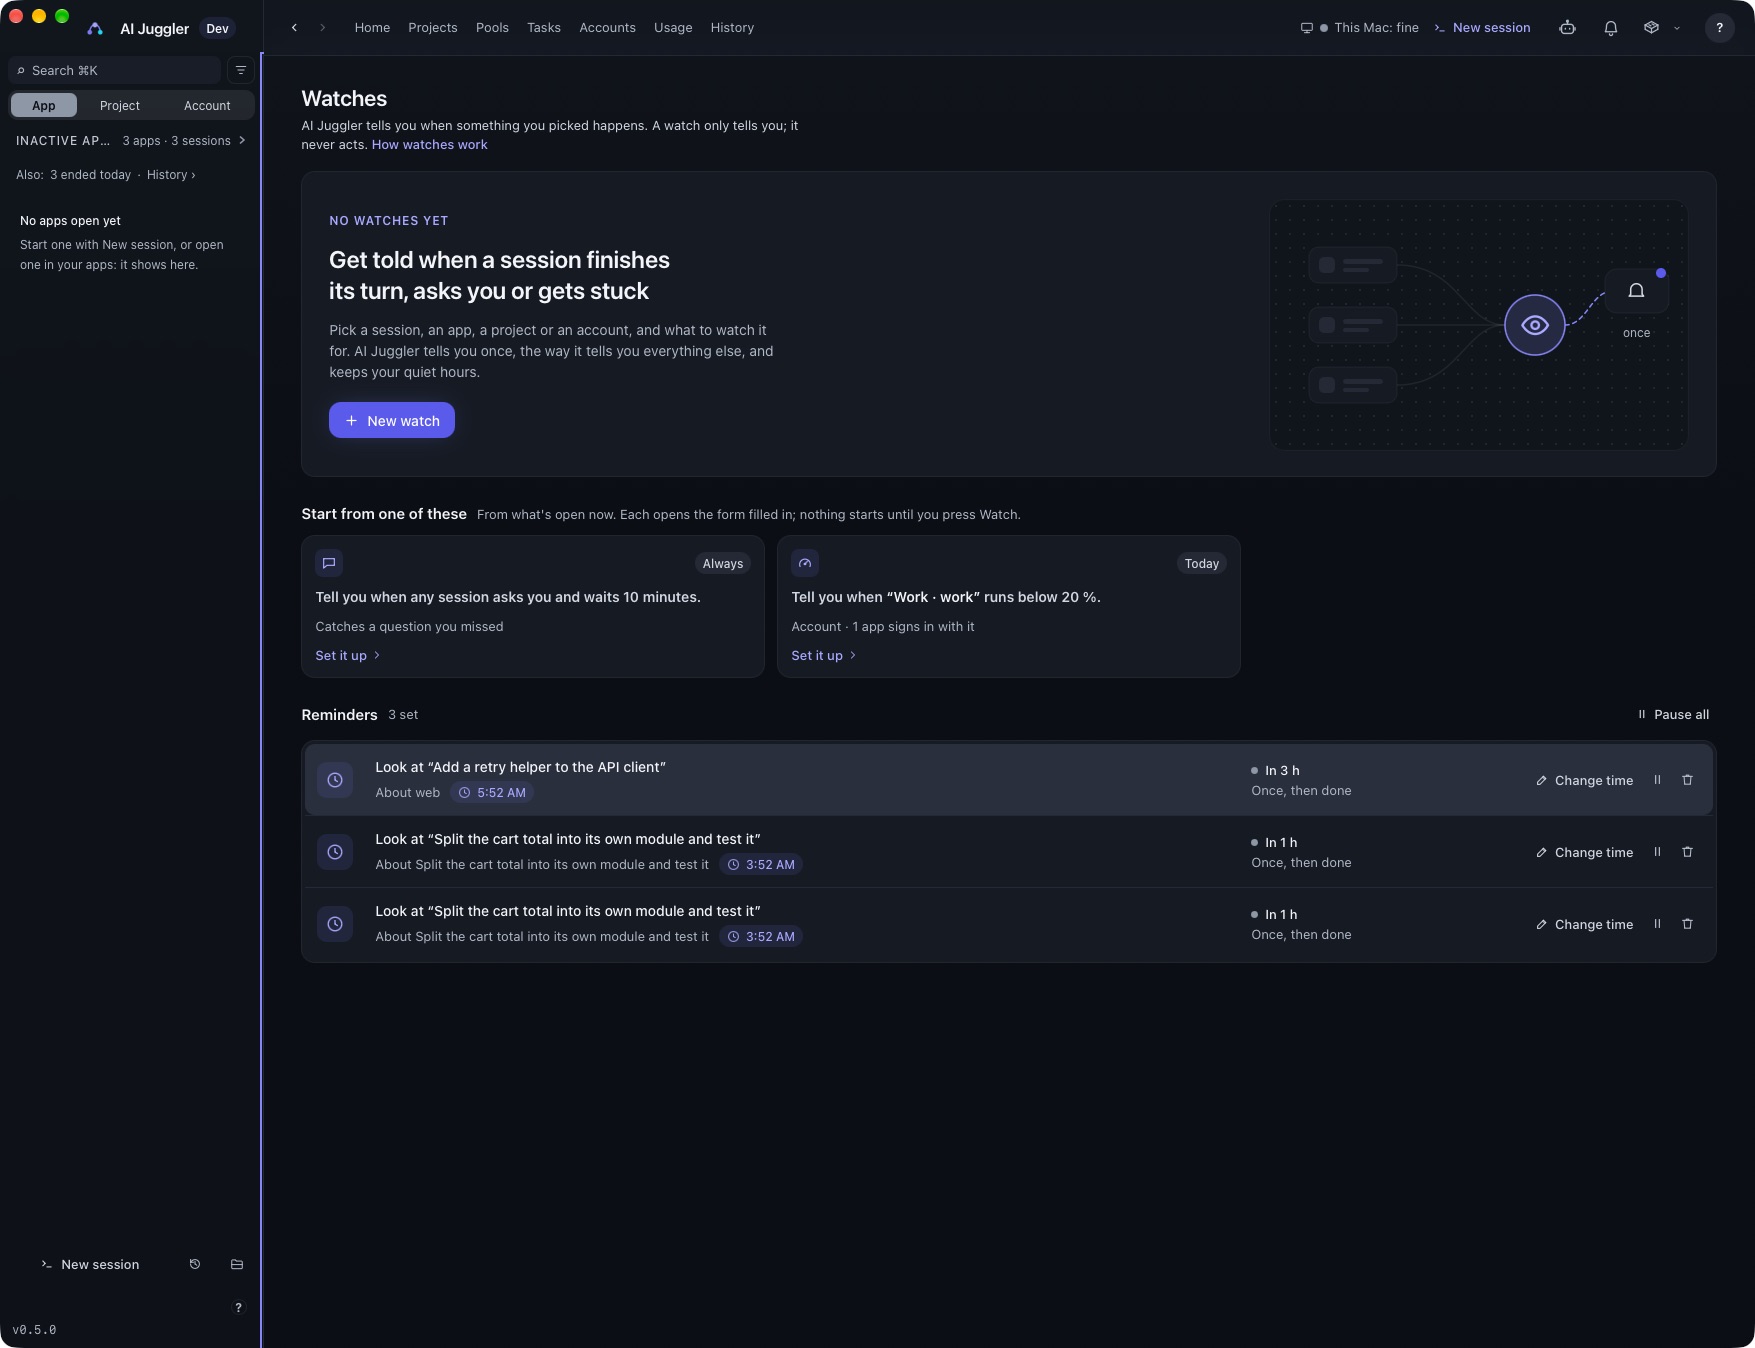 AI Juggler Dev
Home Projects Pools Tasks Accounts Usage History
This Mac: fine
New session
?
Search ⌘K
App Project Account
INACTIVE AP… 3 apps · 3 sessions
Also: 3 ended today · History ›
No apps open yet
Start one with New session, or open
one in your apps: it shows here.
New session
?
v0.5.0
Watches
AI Juggler tells you when something you picked happens. A watch only tells you; it
never acts. How watches work
NO WATCHES YET
Get told when a session finishes
its turn, asks you or gets stuck
Pick a session, an app, a project or an account, and what to watch it
for. AI Juggler tells you once, the way it tells you everything else, and
keeps your quiet hours.
New watch
once
Start from one of these From what's open now. Each opens the form filled in; nothing starts until you press Watch.
Always
Tell you when any session asks you and waits 10 minutes.
Catches a question you missed
Set it up
Today
Tell you when “Work · work” runs below 20 %.
Account · 1 app signs in with it
Set it up
Reminders 3 set
Pause all
Look at “Add a retry helper to the API client”
About web 5:52 AM
In 3 h
Once, then done
Change time
Look at “Split the cart total into its own module and test it”
About Split the cart total into its own module and test it 3:52 AM
In 1 h
Once, then done
Change time
Look at “Split the cart total into its own module and test it”
About Split the cart total into its own module and test it 3:52 AM
In 1 h
Once, then done
Change time